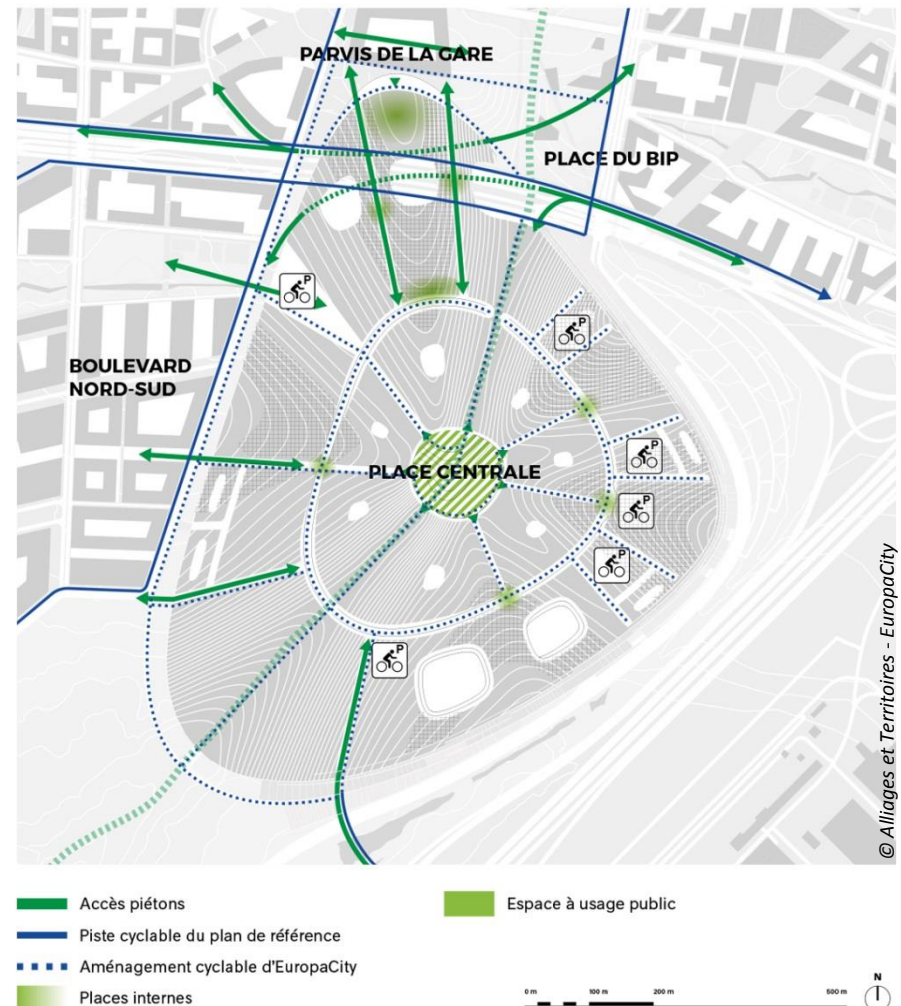 PARVIS DE LA GARE
PLACE DU BIP
P
P
BOULEVARD
NORD-SUD
P
PLACE CENTRALE
P
P
P
© Alliages et Territoires - EuropaCity
Accès piétons
Espace à usage public
Piste cyclable du plan de référence
Aménagement cyclable d'EuropaCity
Places internes
0 m 100 m 200 m 500 m
N